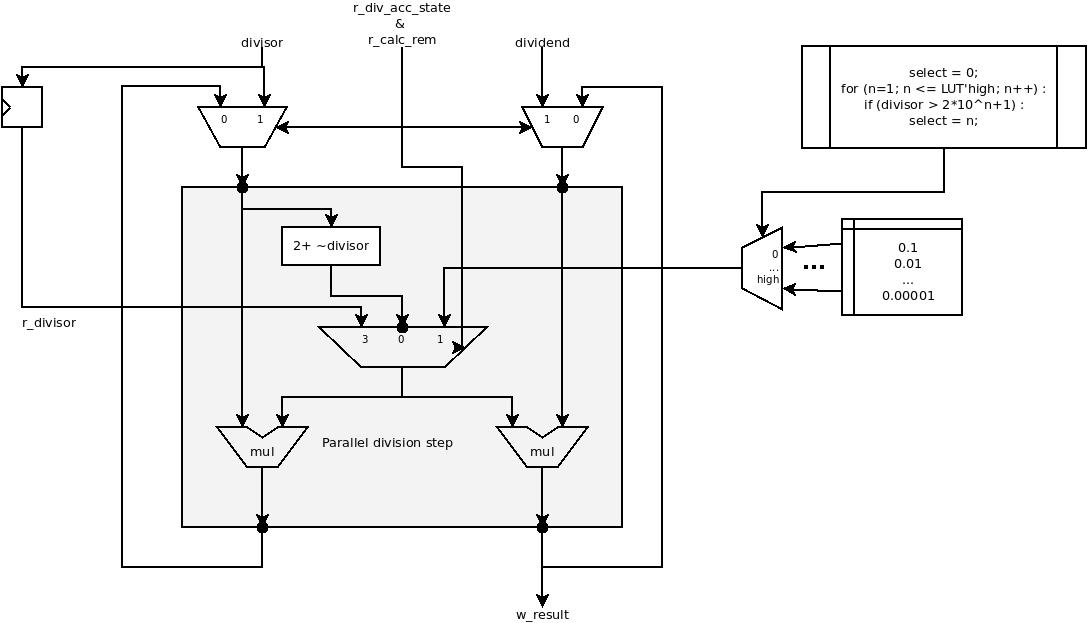 r_div_acc_state
&
r_calc_rem
divisor
dividend
select = 0;
for (n=1; n <= LUT'high; n++) :
if (divisor > 2*10^n+1) :
select = n;
0 1
1 0
2+ ~divisor
0
...
high
...
0.1
0.01
...
0.00001
r_divisor
3 0 1
Parallel division step
mul
mul
w_result